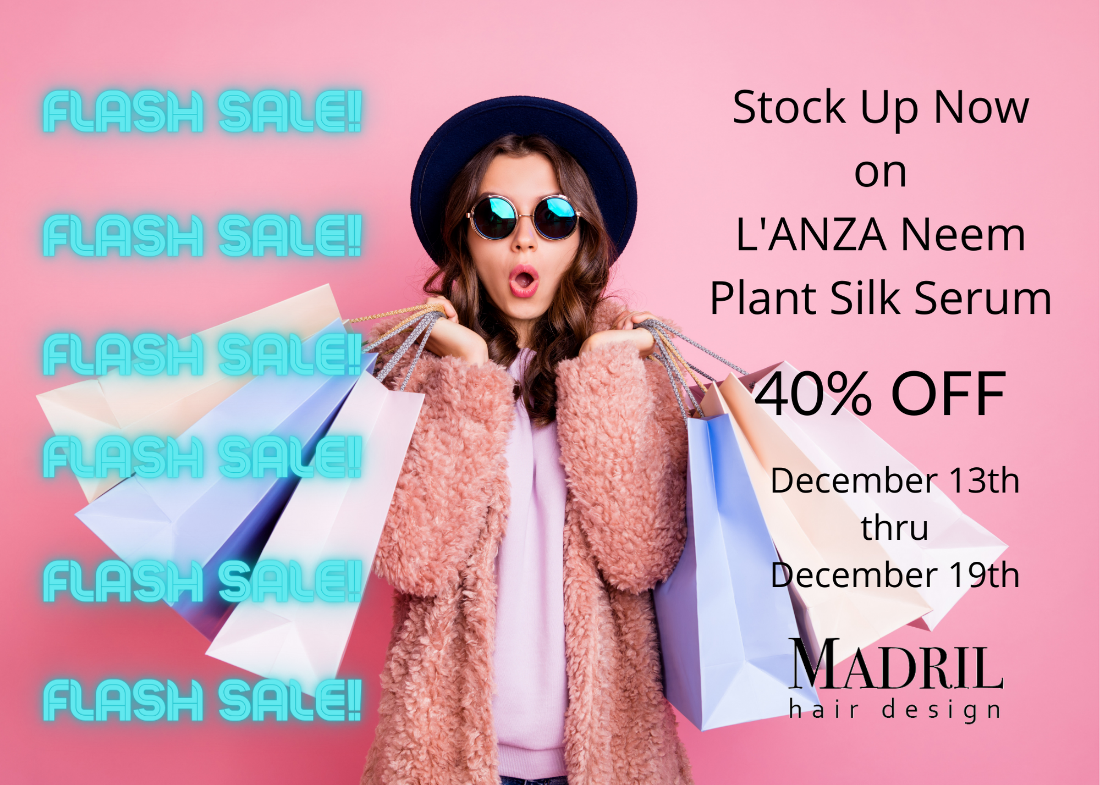 FLASH SALE!
FLASH SALE!
FLASH SALE!
FLASH SALE!
FLASH SALE!
FLASH SALE!
Stock Up Now
on
L'ANZA Neem
Plant Silk Serum
40% OFF
December 13th
thru
December 19th
MADRIL
hair design